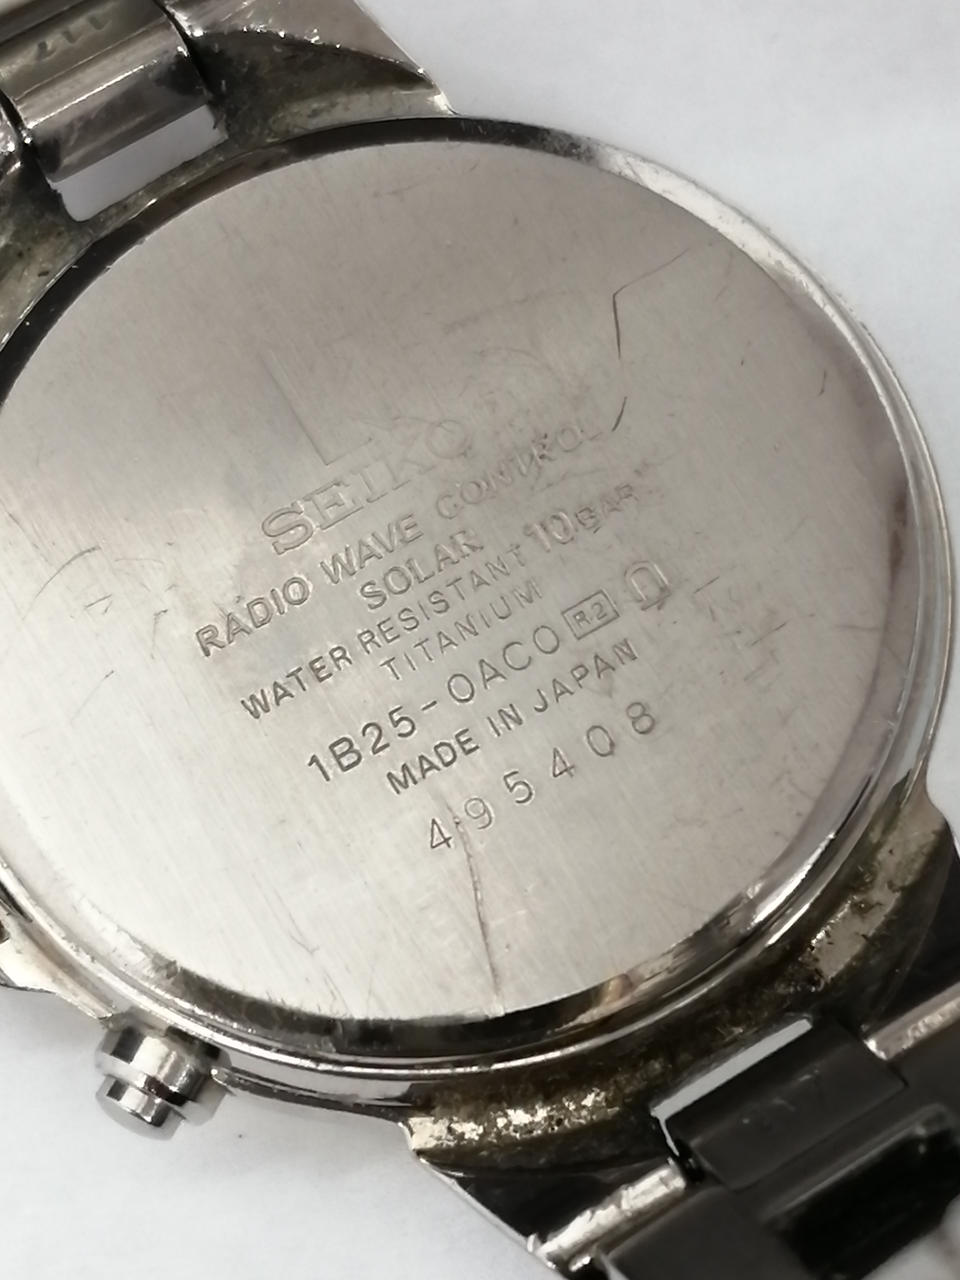 SEIKO
RADIO WAVE CONTROL
SOLAR
WATER RESISTANT 10BAR
TITANIUM
1B25-0AC0 R2
MADE IN JAPAN
495408